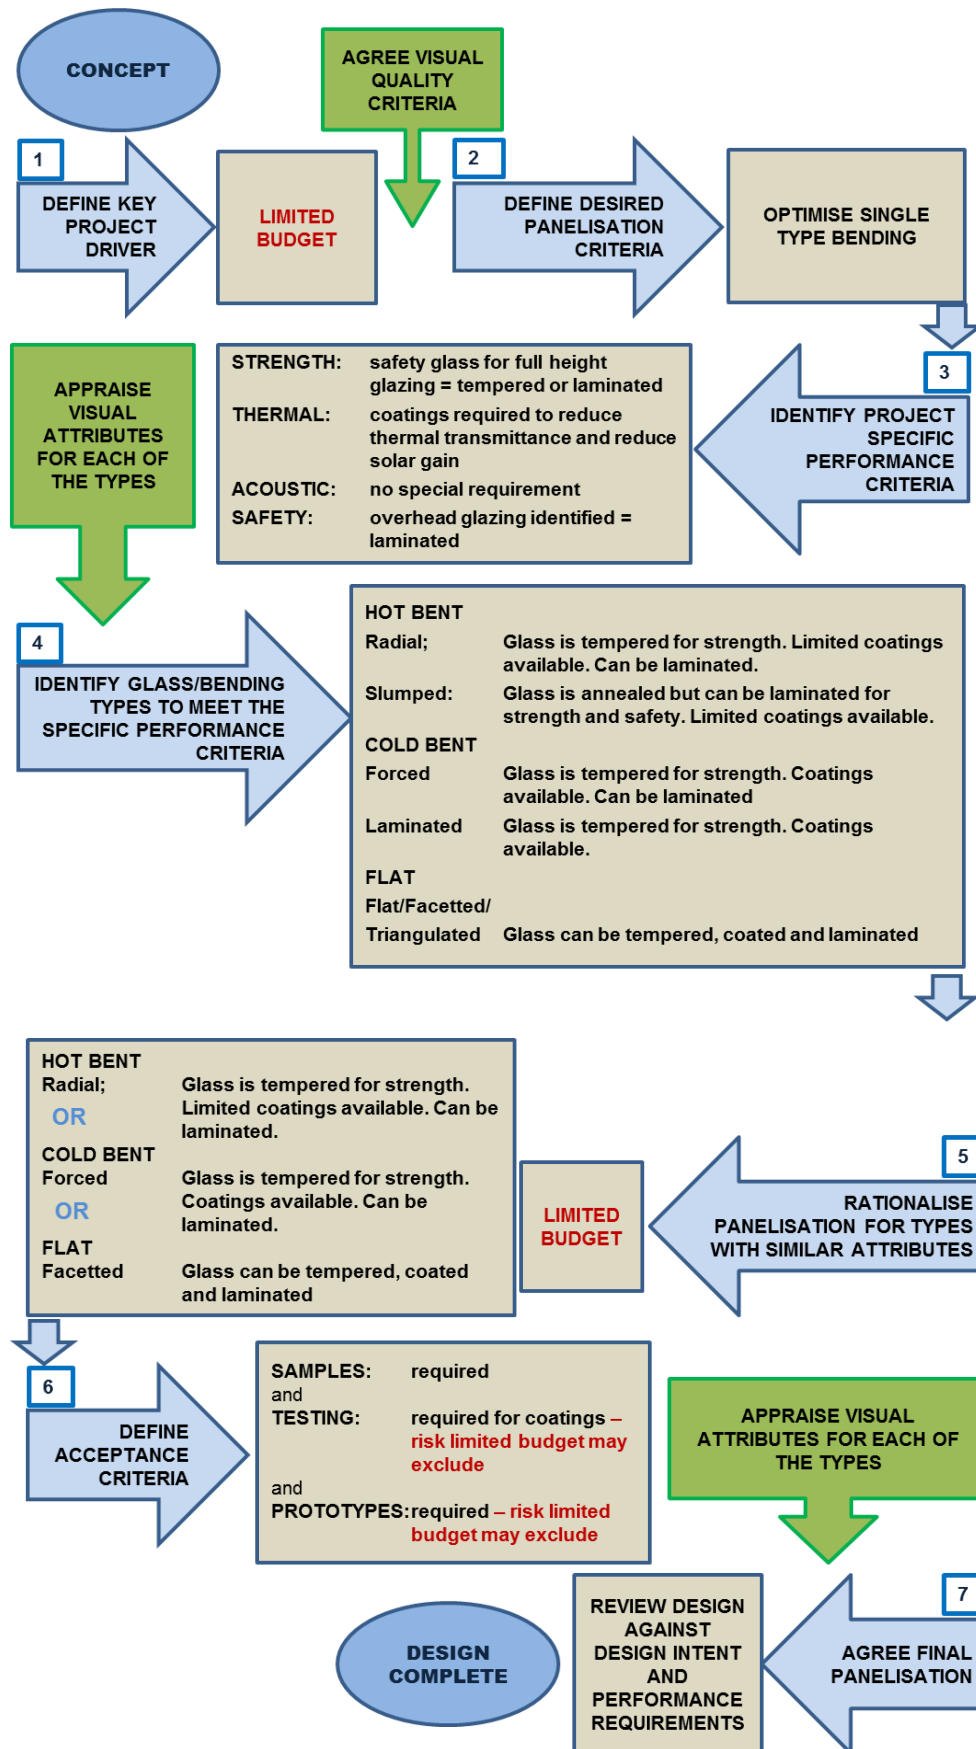 CONCEPT
AGREE VISUAL
QUALITY
CRITERIA
1
DEFINE KEY
PROJECT
DRIVER
LIMITED
BUDGET
2
DEFINE DESIRED
PANELISATION
CRITERIA
OPTIMISE SINGLE
TYPE BENDING
3
IDENTIFY PROJECT
SPECIFIC
PERFORMANCE
CRITERIA
STRENGTH: safety glass for full height
glazing = tempered or laminated
THERMAL: coatings required to reduce
thermal transmittance and reduce
solar gain
ACOUSTIC: no special requirement
SAFETY: overhead glazing identified =
laminated
APPRAISE
VISUAL
ATTRIBUTES
FOR EACH OF
THE TYPES
4
IDENTIFY GLASS/BENDING
TYPES TO MEET THE
SPECIFIC PERFORMANCE
CRITERIA
HOT BENT
Radial; Glass is tempered for strength. Limited coatings
available. Can be laminated.
Slumped: Glass is annealed but can be laminated for
strength and safety. Limited coatings available.
COLD BENT
Forced Glass is tempered for strength. Coatings
available. Can be laminated
Laminated Glass is tempered for strength. Coatings
available.
FLAT
Flat/Facetted/
Triangulated Glass can be tempered, coated and laminated
5
RATIONALISE
PANELISATION FOR TYPES
WITH SIMILAR ATTRIBUTES
LIMITED
BUDGET
HOT BENT
Radial; Glass is tempered for strength.
Limited coatings available. Can be
laminated.
OR
COLD BENT
Forced Glass is tempered for strength.
Coatings available. Can be
laminated.
OR
FLAT
Facetted Glass can be tempered, coated
and laminated
6
DEFINE
ACCEPTANCE
CRITERIA
SAMPLES: required
and
TESTING: required for coatings –
risk limited budget may
exclude
and
PROTOTYPES: required – risk limited
budget may exclude
APPRAISE VISUAL
ATTRIBUTES FOR EACH OF
THE TYPES
7
AGREE FINAL
PANELISATION
REVIEW DESIGN
AGAINST
DESIGN INTENT
AND
PERFORMANCE
REQUIREMENTS
DESIGN
COMPLETE